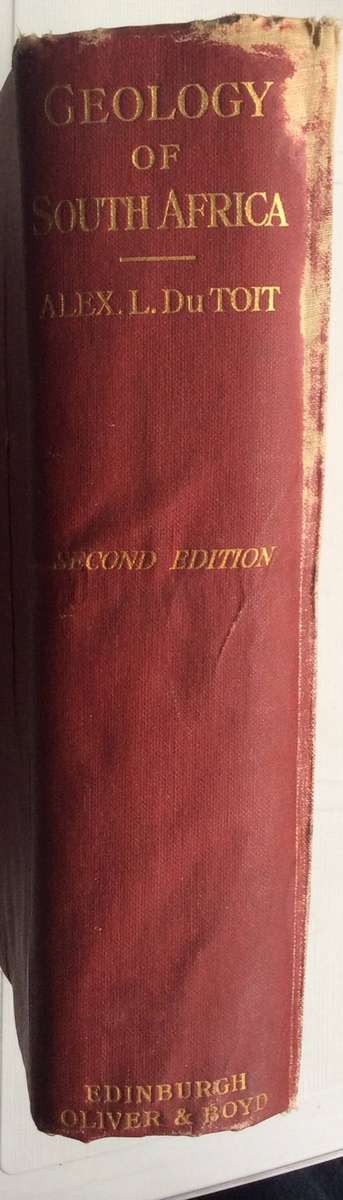 GEOLOGY
OF
SOUTH AFRICA
ALEX. L. DU TOIT
SECOND EDITION
EDINBURGH
OLIVER & BOYD